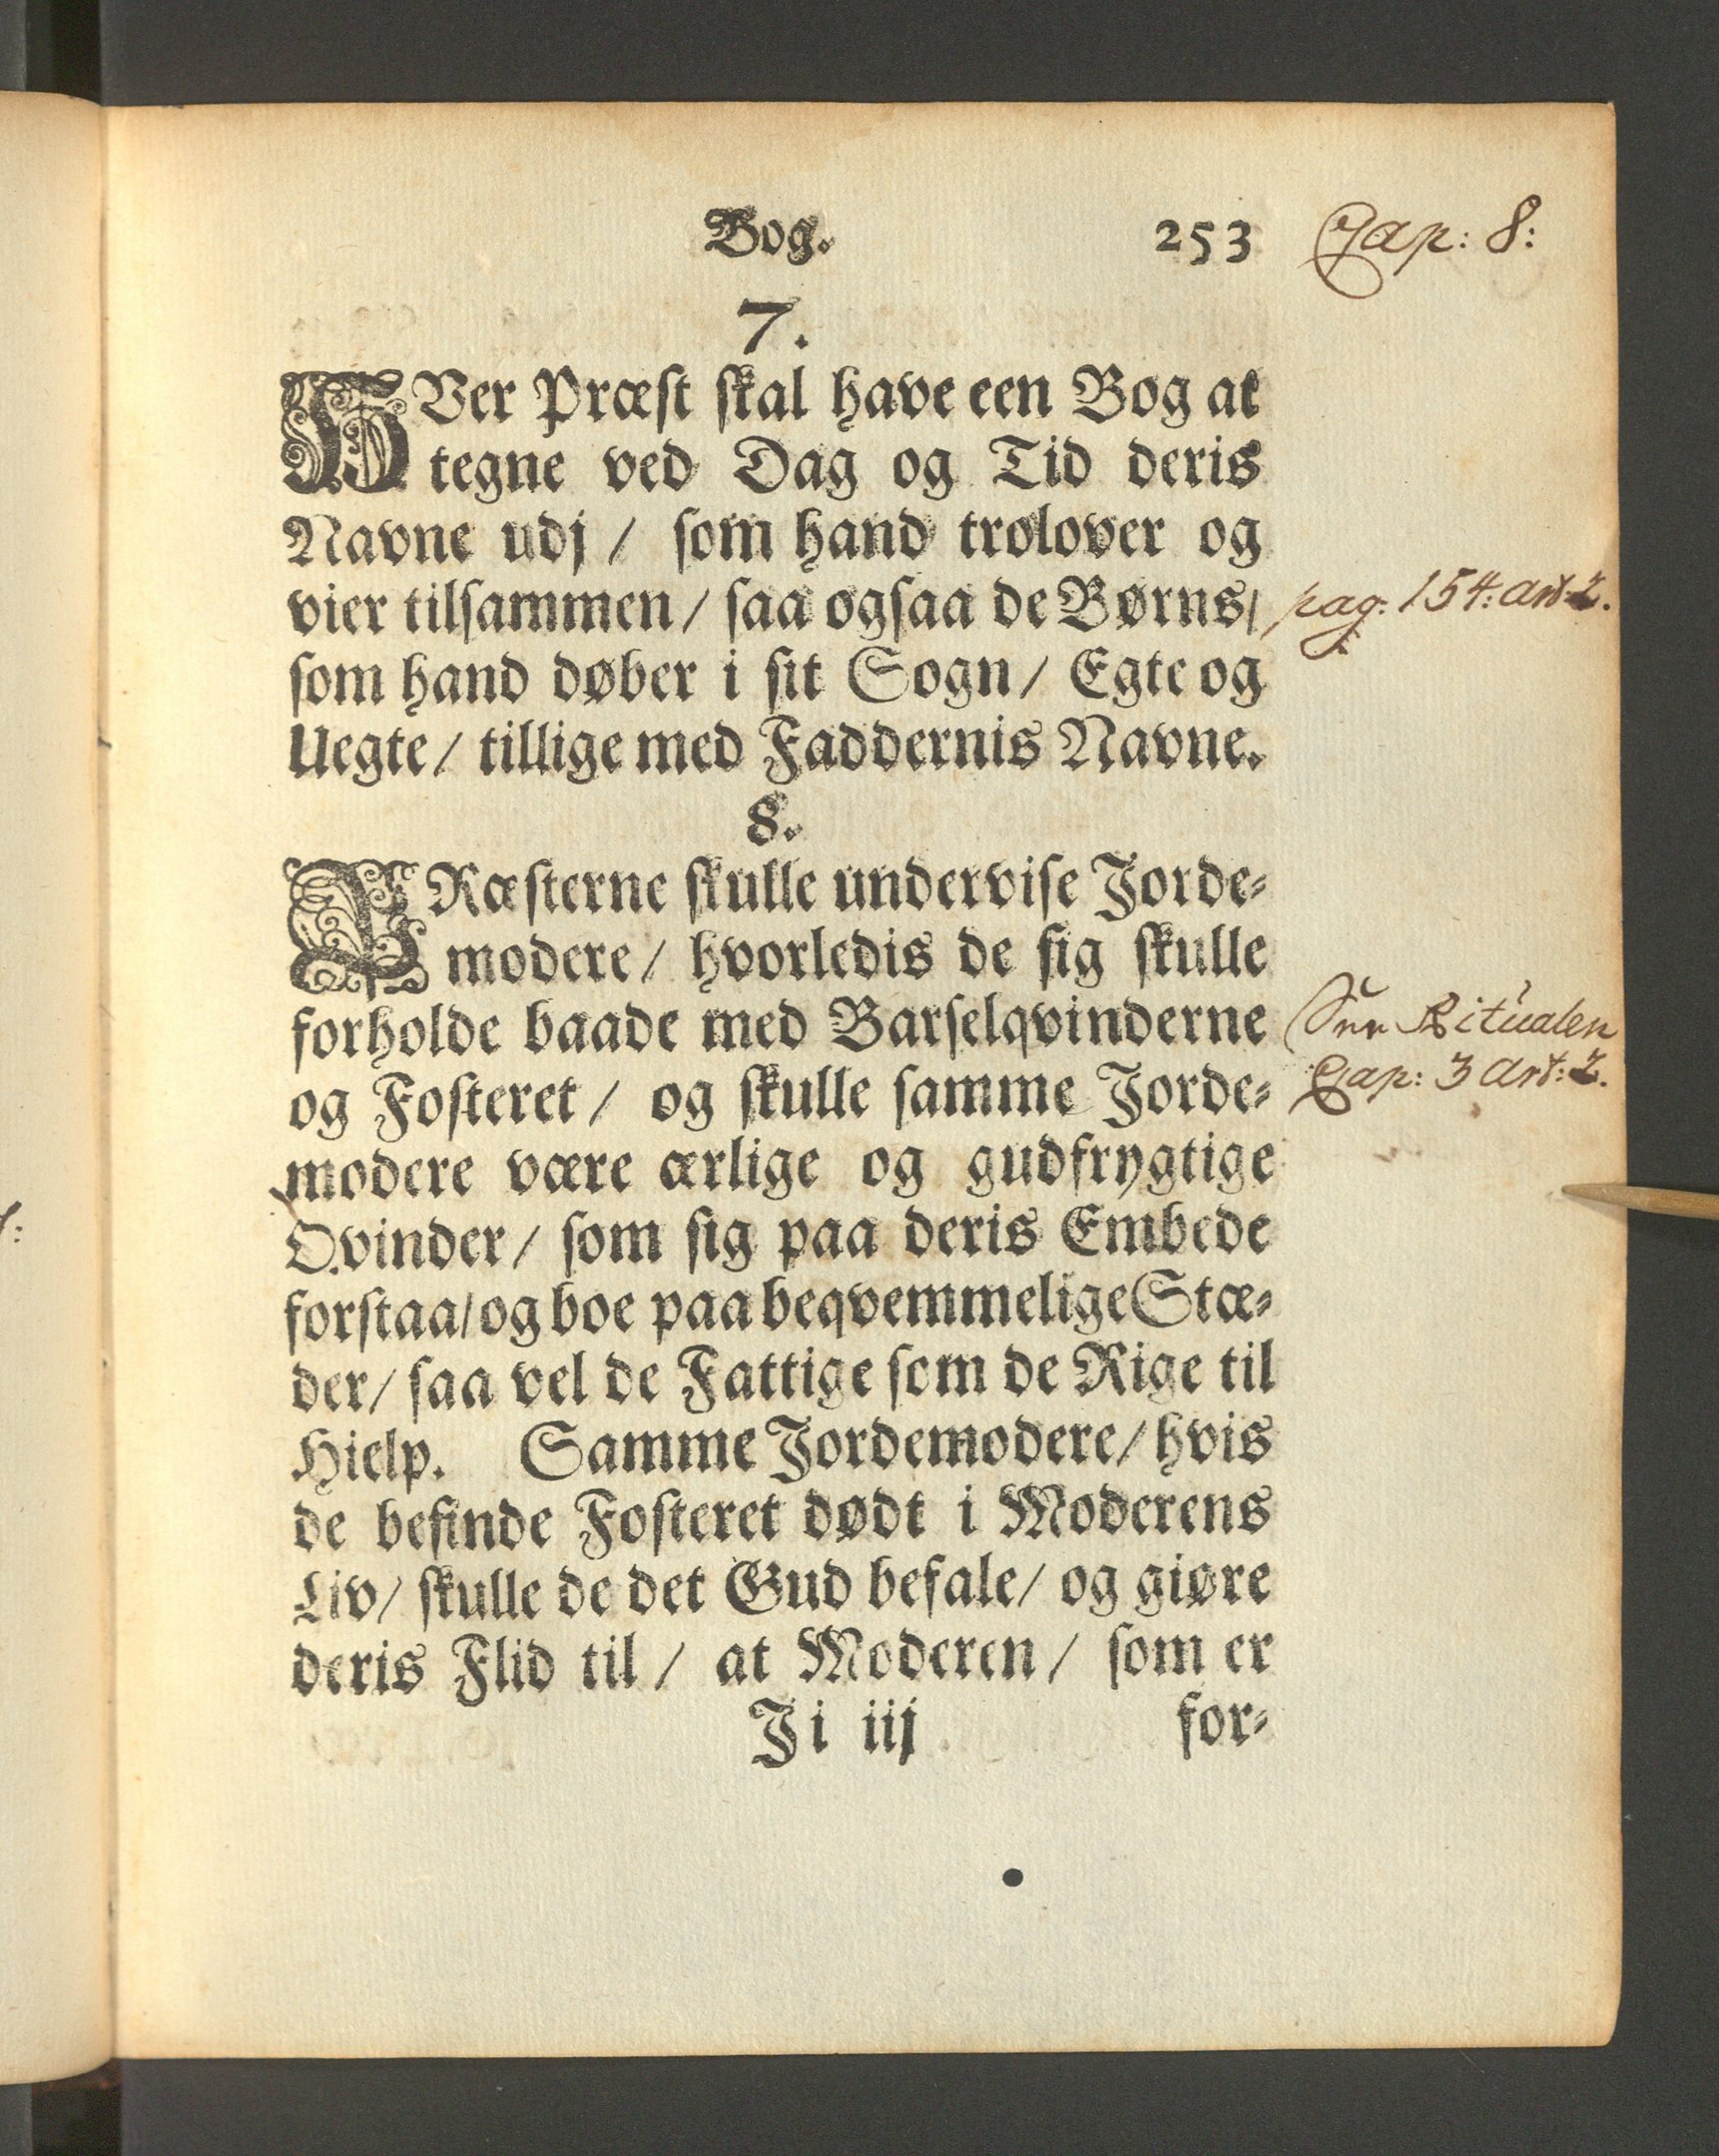 Bog. 253 Cap: 8:
7.
HVer Præst skal have een Bog at
tegne ved Dag og Tid deris
Navne udj / som hand trolover og
vier tilsammen / saa ogsaa de Børns / pag: 154: art: 2.
som hand døber i sit Sogn / Egte og
Uegte / tillige med Faddernis Navne.
8.
PRæsterne skulle undervise Jorde-
modere / hvorledis de sig skulle
forholde baade med Barselqvinderne Ritualen
og Fosteret / og skulle samme Jorde- Cap: 3 Art: 2.
modere være ærlige og gudfrygtige
Qvinder / som sig paa deris Embede
forstaa / og boe paa beqvemmelige Stæ-
der / saa vel de Fattige som de Rige til
Hielp. Samme Jordemodere / hvis
de befinde Fosteret dødt i Moderens
Liv / skulle de det Gud befale / og giøre
deris Flid til / at Moderen / som er
Ji iij for-